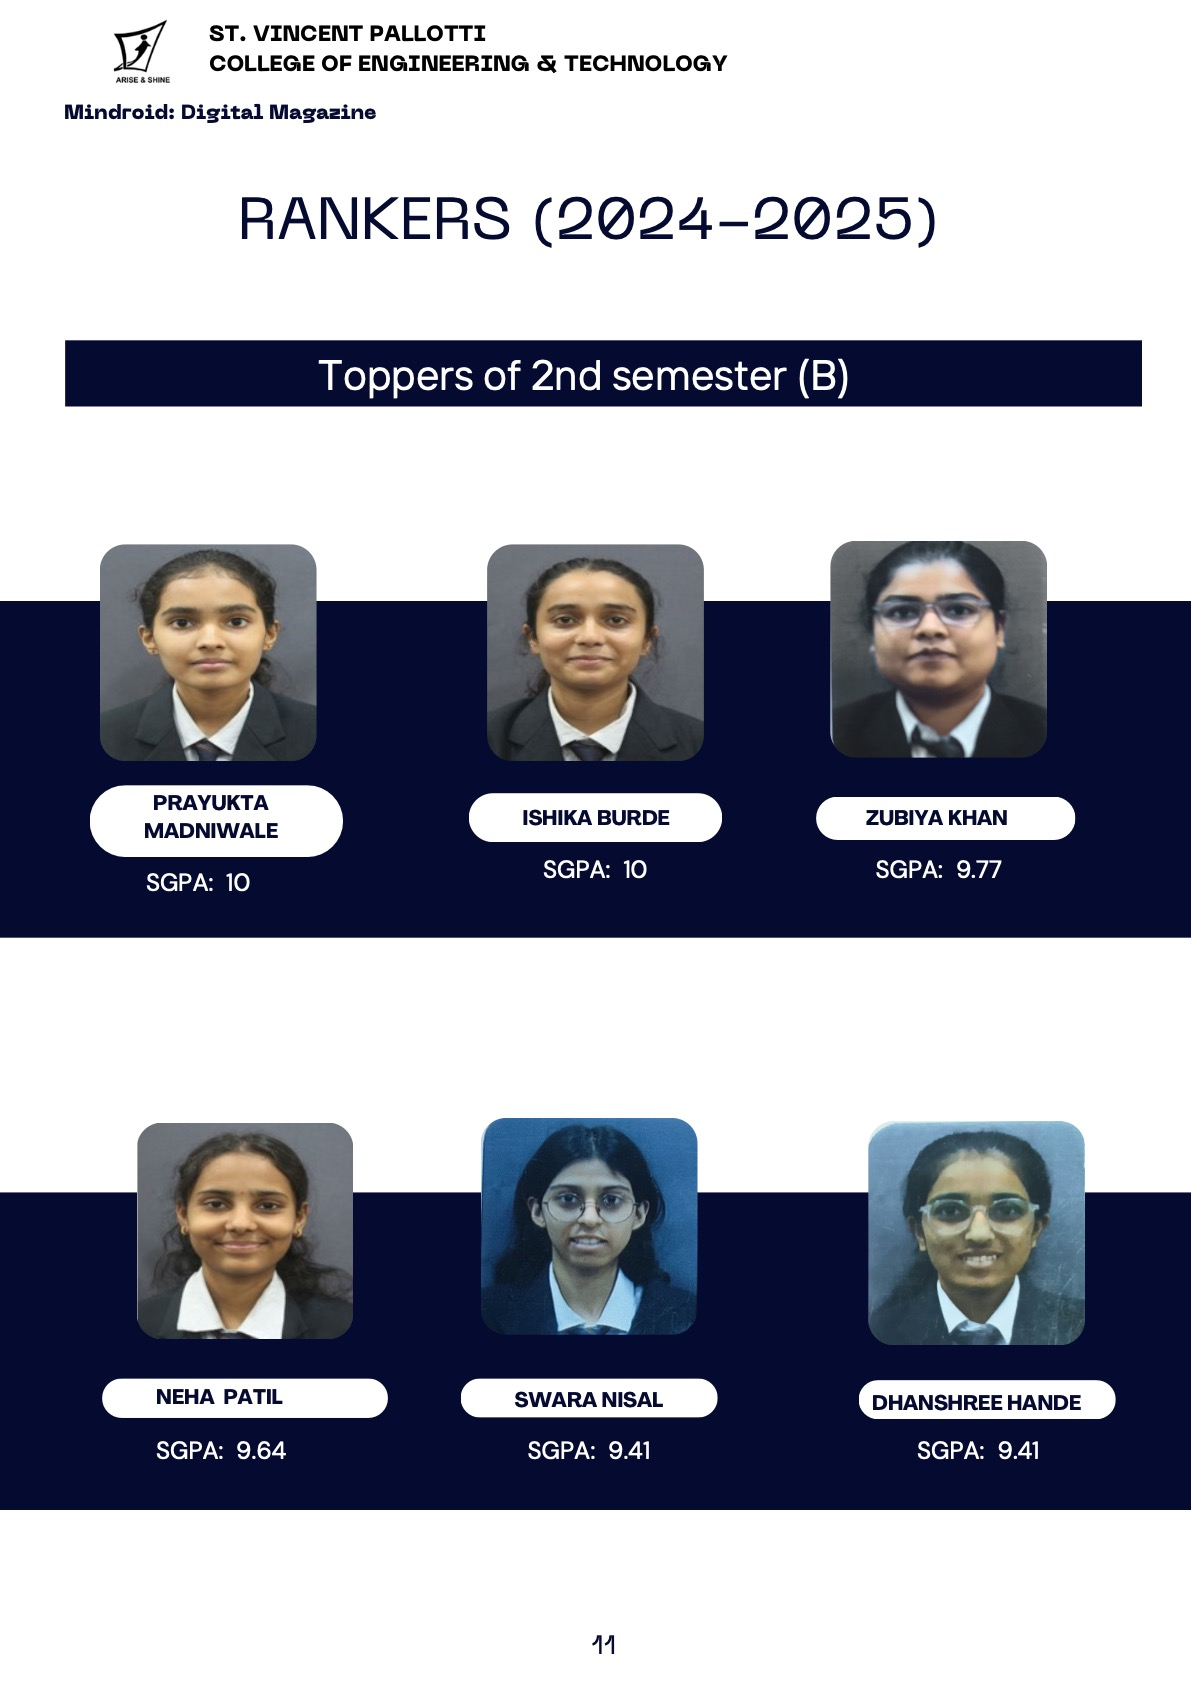 ARISE & SHINE
ST. VINCENT PALLOTTI
COLLEGE OF ENGINEERING & TECHNOLOGY
Mindroid: Digital Magazine
RANKERS (2024-2025)
Toppers of 2nd semester (B)
PRAYUKTA
MADNIWALE
SGPA: 10
ISHIKA BURDE
SGPA: 10
ZUBIYA KHAN
SGPA: 9.77
NEHA PATIL
SGPA: 9.64
SWARA NISAL
SGPA: 9.41
DHANSHREE HANDE
SGPA: 9.41
11